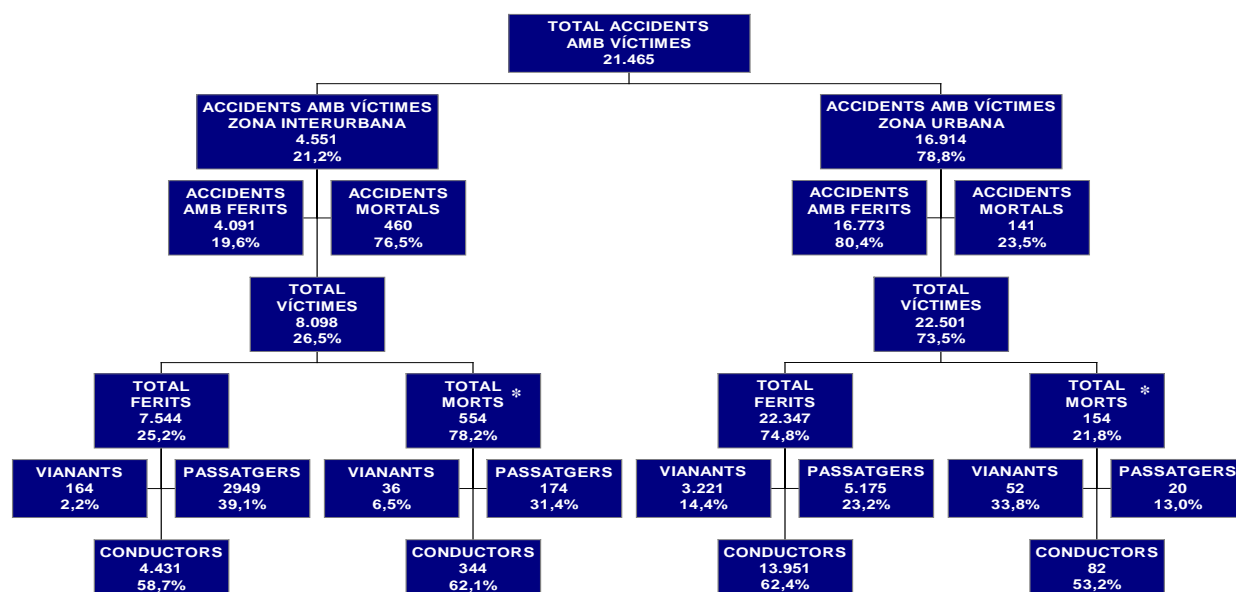 TOTAL ACCIDENTS
AMB VÍCTIMES
21.465
ACCIDENTS AMB VÍCTIMES
ZONA INTERURBANA
4.551
21,2%
ACCIDENTS AMB VÍCTIMES
ZONA URBANA
16.914
78,8%
ACCIDENTS
AMB FERITS
4.091
19,6%
ACCIDENTS
MORTALS
460
76,5%
ACCIDENTS
AMB FERITS
16.773
80,4%
ACCIDENTS
MORTALS
141
23,5%
TOTAL
VÍCTIMES
8.098
26,5%
TOTAL
VÍCTIMES
22.501
73,5%
TOTAL
FERITS
7.544
25,2%
TOTAL
MORTS *
554
78,2%
TOTAL
FERITS
22.347
74,8%
TOTAL
MORTS *
154
21,8%
VIANANTS
164
2,2%
PASSATGERS
2949
39,1%
VIANANTS
36
6,5%
PASSATGERS
174
31,4%
VIANANTS
3.221
14,4%
PASSATGERS
5.175
23,2%
VIANANTS
52
33,8%
PASSATGERS
20
13,0%
CONDUCTORS
4.431
58,7%
CONDUCTORS
344
62,1%
CONDUCTORS
13.951
62,4%
CONDUCTORS
82
53,2%